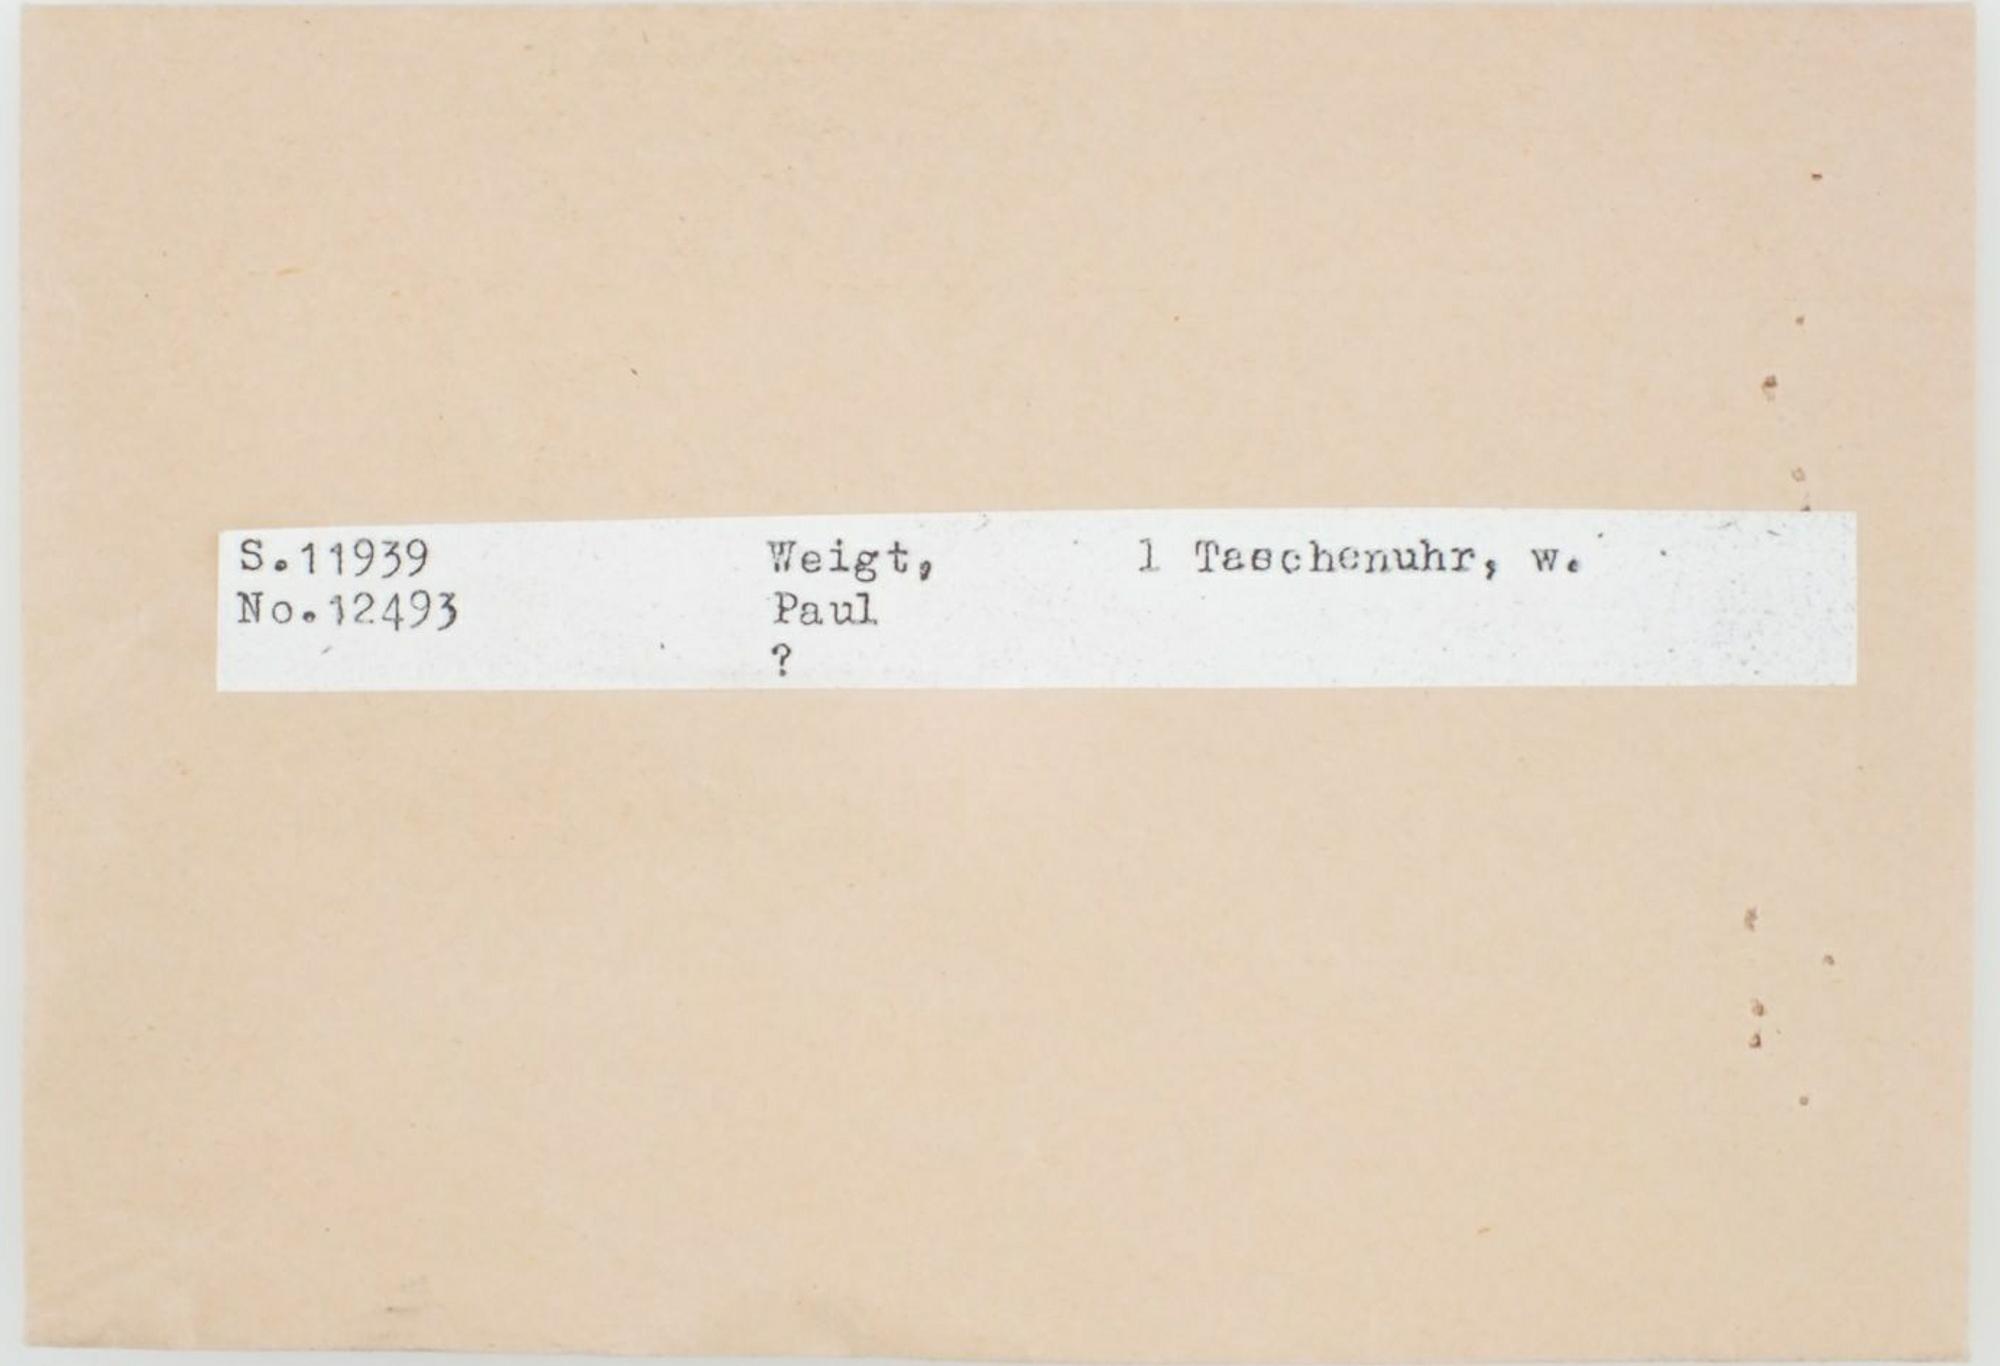 S.11939 Weigt, 1 Taschenuhr, w.
No.12493 Paul
?